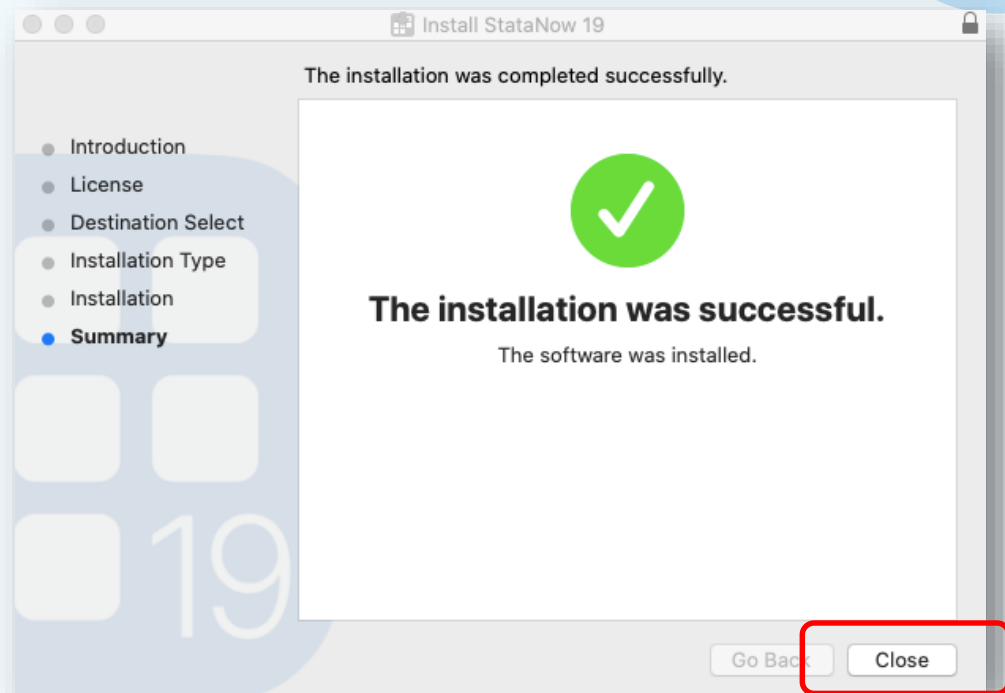 Install StataNow 19
The installation was completed successfully.
Introduction
License
Destination Select
Installation Type
Installation
Summary
The installation was successful.
The software was installed.
19
Go Back
Close